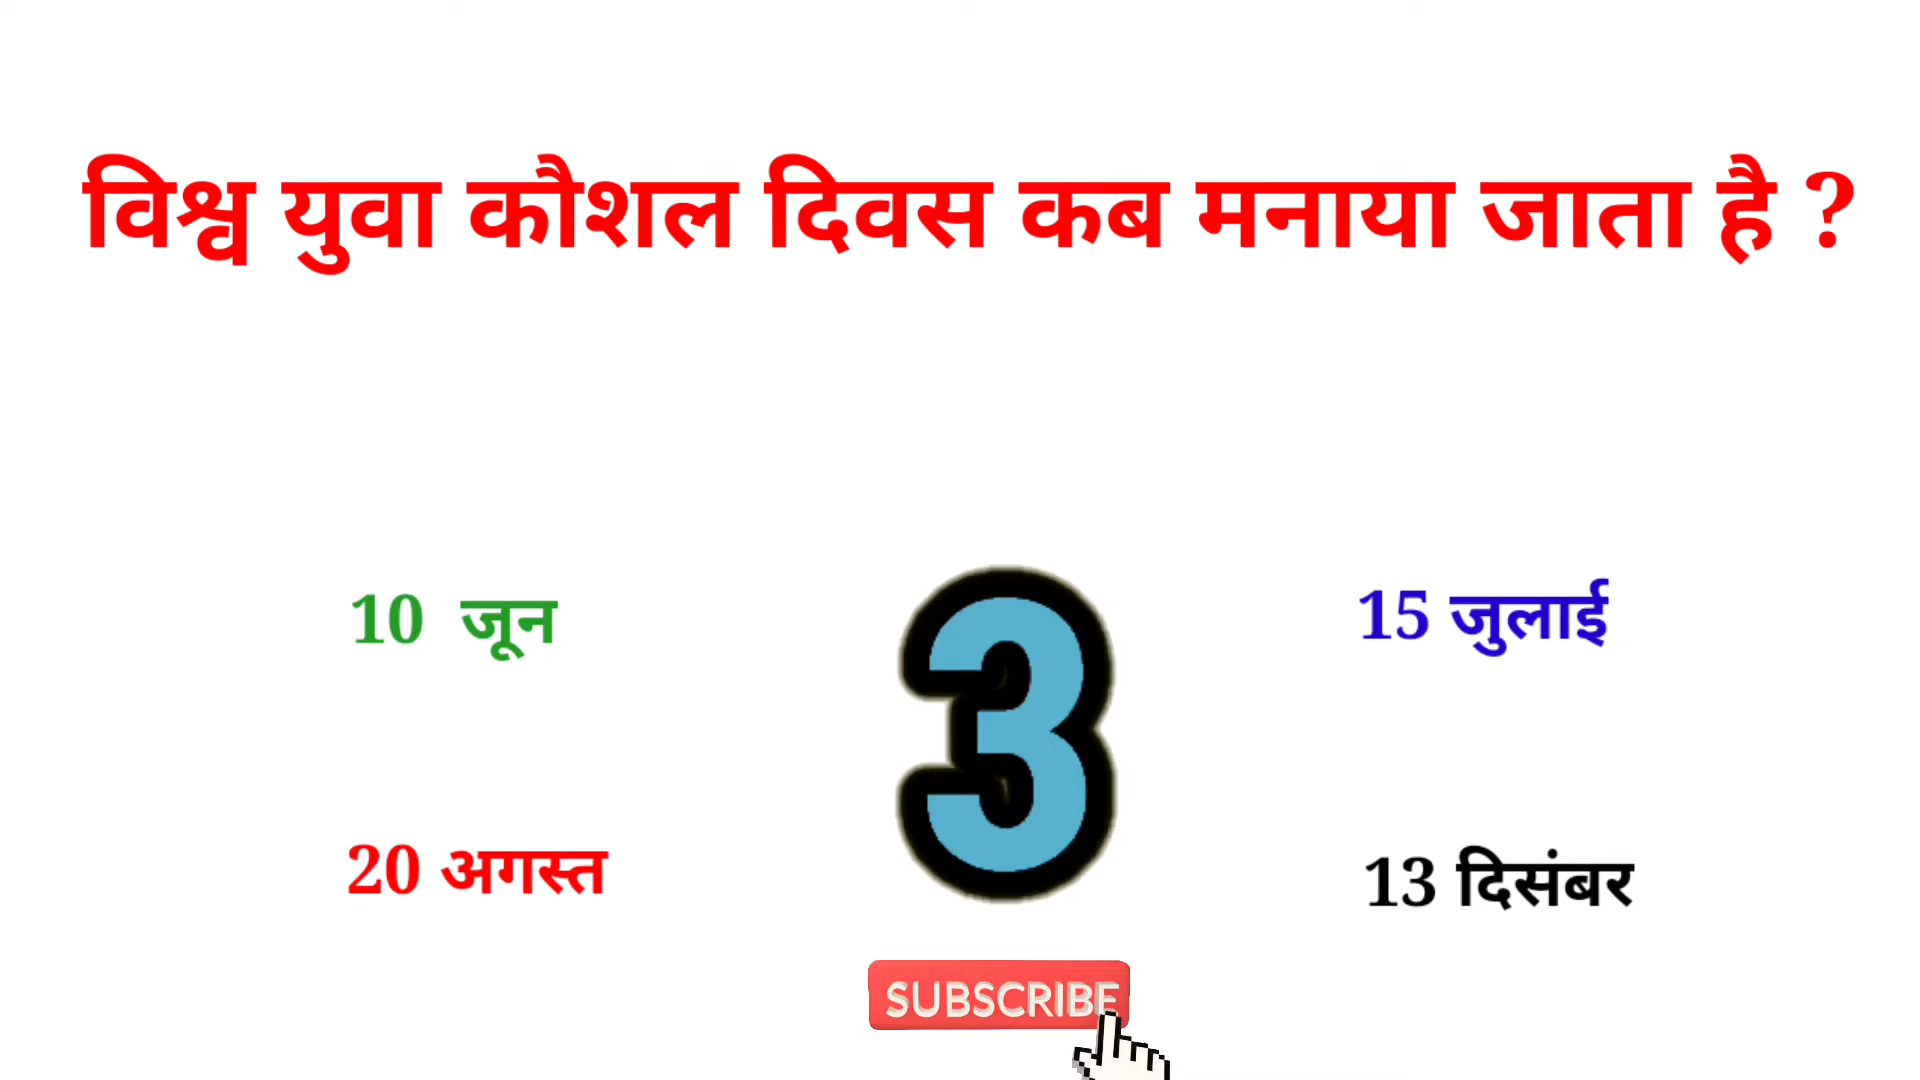 विश्व युवा कौशल दिवस कब मनाया जाता है ?
10 जून
15 जुलाई
3
20 अगस्त
13 दिसंबर
SUBSCRIBE